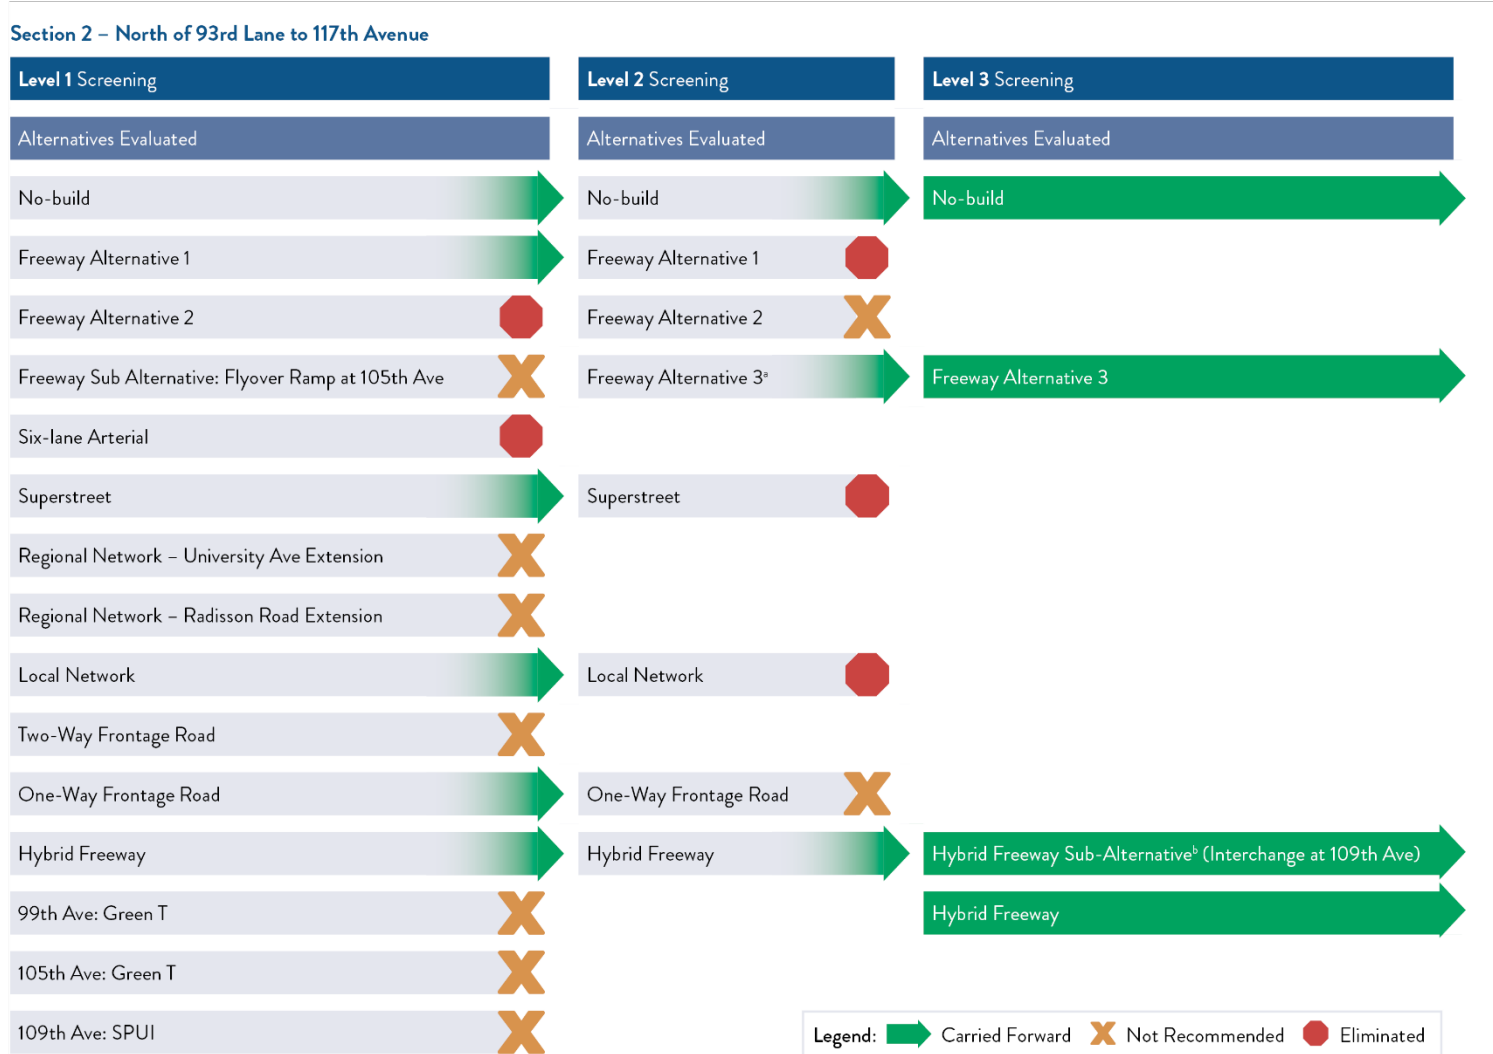 Section 2 – North of 93rd Lane to 117th Avenue
Level 1 Screening
Level 2 Screening
Level 3 Screening
Alternatives Evaluated
Alternatives Evaluated
Alternatives Evaluated
No-build
No-build
No-build
Freeway Alternative 1
Freeway Alternative 1
Freeway Alternative 2
Freeway Alternative 2
Freeway Sub Alternative: Flyover Ramp at 105th Ave
Freeway Alternative 3ᵃ
Freeway Alternative 3
Six-lane Arterial
Superstreet
Superstreet
Regional Network – University Ave Extension
Regional Network – Radisson Road Extension
Local Network
Local Network
Two-Way Frontage Road
One-Way Frontage Road
One-Way Frontage Road
Hybrid Freeway
Hybrid Freeway
Hybrid Freeway Sub-Alternativeᵇ (Interchange at 109th Ave)
99th Ave: Green T
Hybrid Freeway
105th Ave: Green T
109th Ave: SPUI
Legend: Carried Forward Not Recommended Eliminated